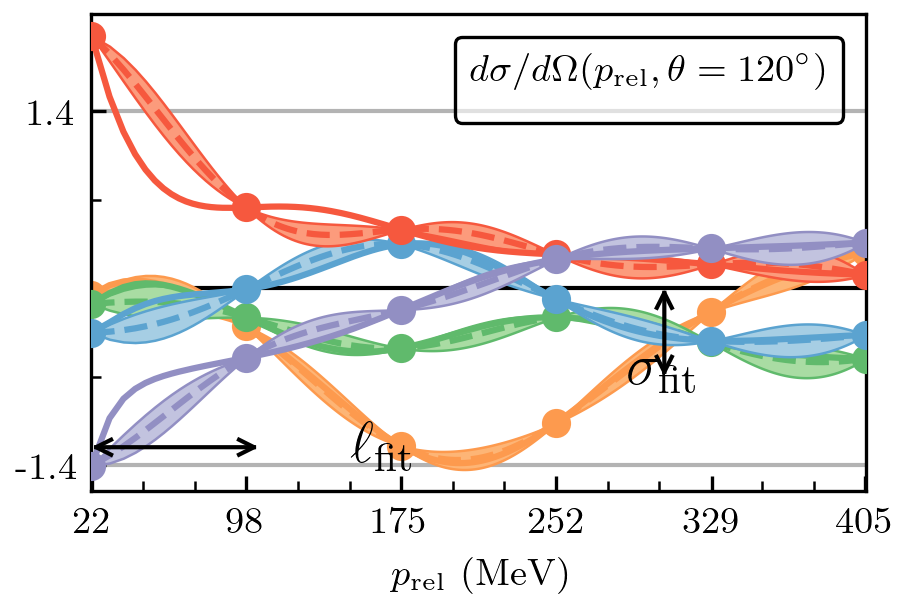 dσ/dΩ(p_rel, θ = 120°)
1.4
σ_fit
ℓ_fit
-1.4
22 98 175 252 329 405
p_rel (MeV)